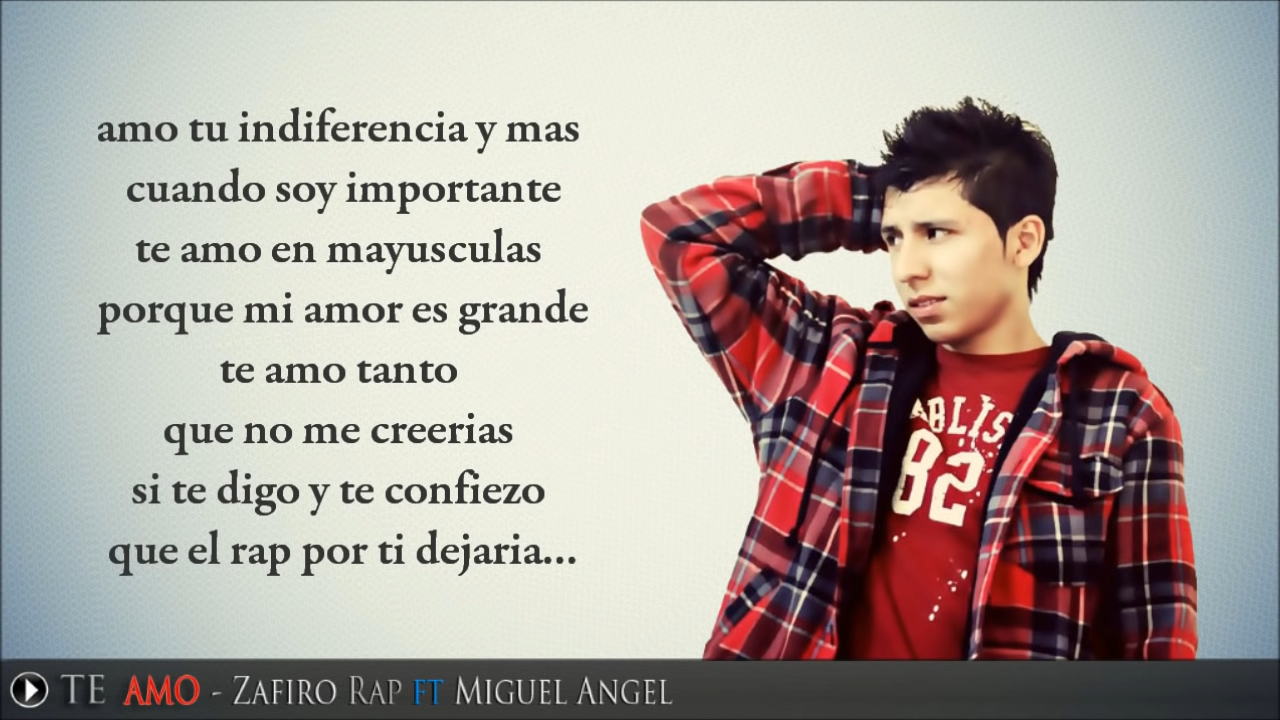 amo tu indiferencia y mas
cuando soy importante
te amo en mayusculas
porque mi amor es grande
te amo tanto
que no me creerias
si te digo y te confiezo
que el rap por ti dejaria...
ABLIS
82
TE AMO - ZAFIRO RAP FT MIGUEL ANGEL